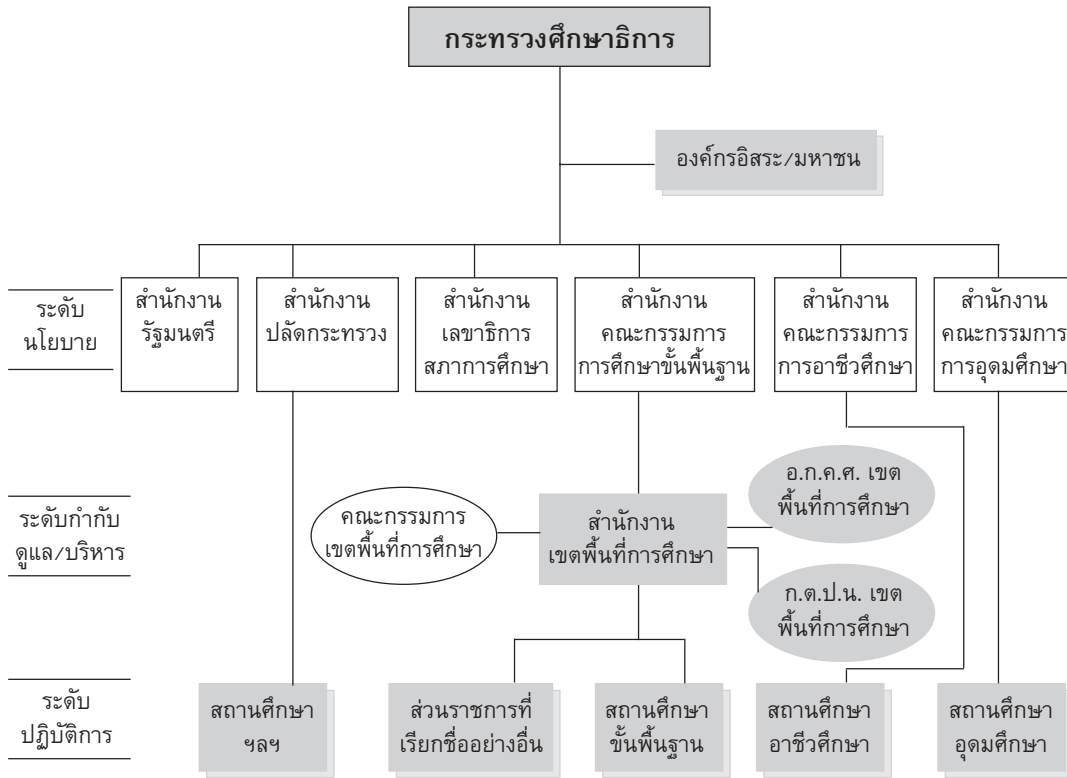 กระทรวงศึกษาธิการ
องค์กรอิสระ/มหาชน
ระดับ
นโยบาย
สำนักงาน
รัฐมนตรี
สำนักงาน
ปลัดกระทรวง
สำนักงาน
เลขาธิการ
สภาการศึกษา
สำนักงาน
คณะกรรมการ
การศึกษาขั้นพื้นฐาน
สำนักงาน
คณะกรรมการ
การอาชีวศึกษา
สำนักงาน
คณะกรรมการ
การอุดมศึกษา
ระดับกำกับ
ดูแล/บริหาร
คณะกรรมการ
เขตพื้นที่การศึกษา
สำนักงาน
เขตพื้นที่การศึกษา
อ.ก.ค.ศ. เขต
พื้นที่การศึกษา
ก.ต.ป.น. เขต
พื้นที่การศึกษา
ระดับ
ปฏิบัติการ
สถานศึกษา
ฯลฯ
ส่วนราชการที่
เรียกชื่ออย่างอื่น
สถานศึกษา
ขั้นพื้นฐาน
สถานศึกษา
อาชีวศึกษา
สถานศึกษา
อุดมศึกษา